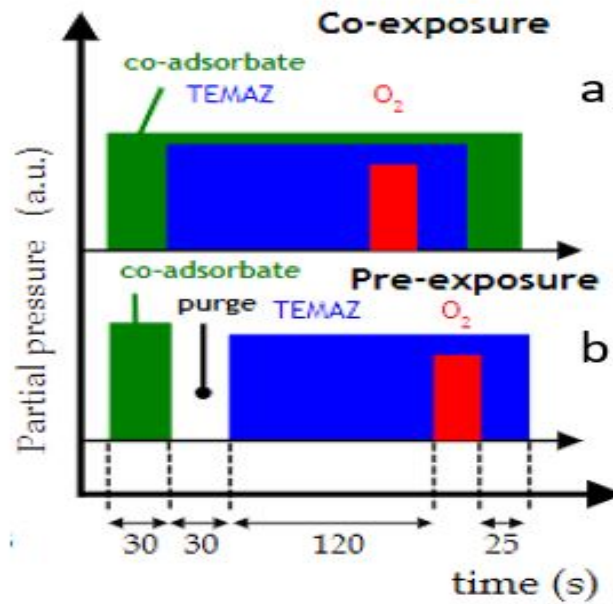 Co-exposure
co-adsorbate
TEMAZ
O₂
a
co-adsorbate
Pre-exposure
purge
TEMAZ
O₂
b
Partial pressure (a.u.)
30 30 120 25
time (s)